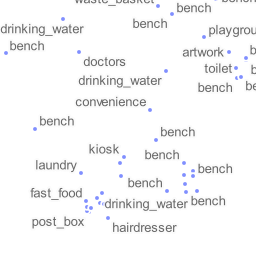 waste_basket
bench
bench
bench
drinking_water
playgrou
bench
artwork
doctors
toilet
b
drinking_water
bench
be
convenience
bench
bench
kiosk
bench
laundry
bench
bench
fast_food
drinking_water
bench
post_box
hairdresser